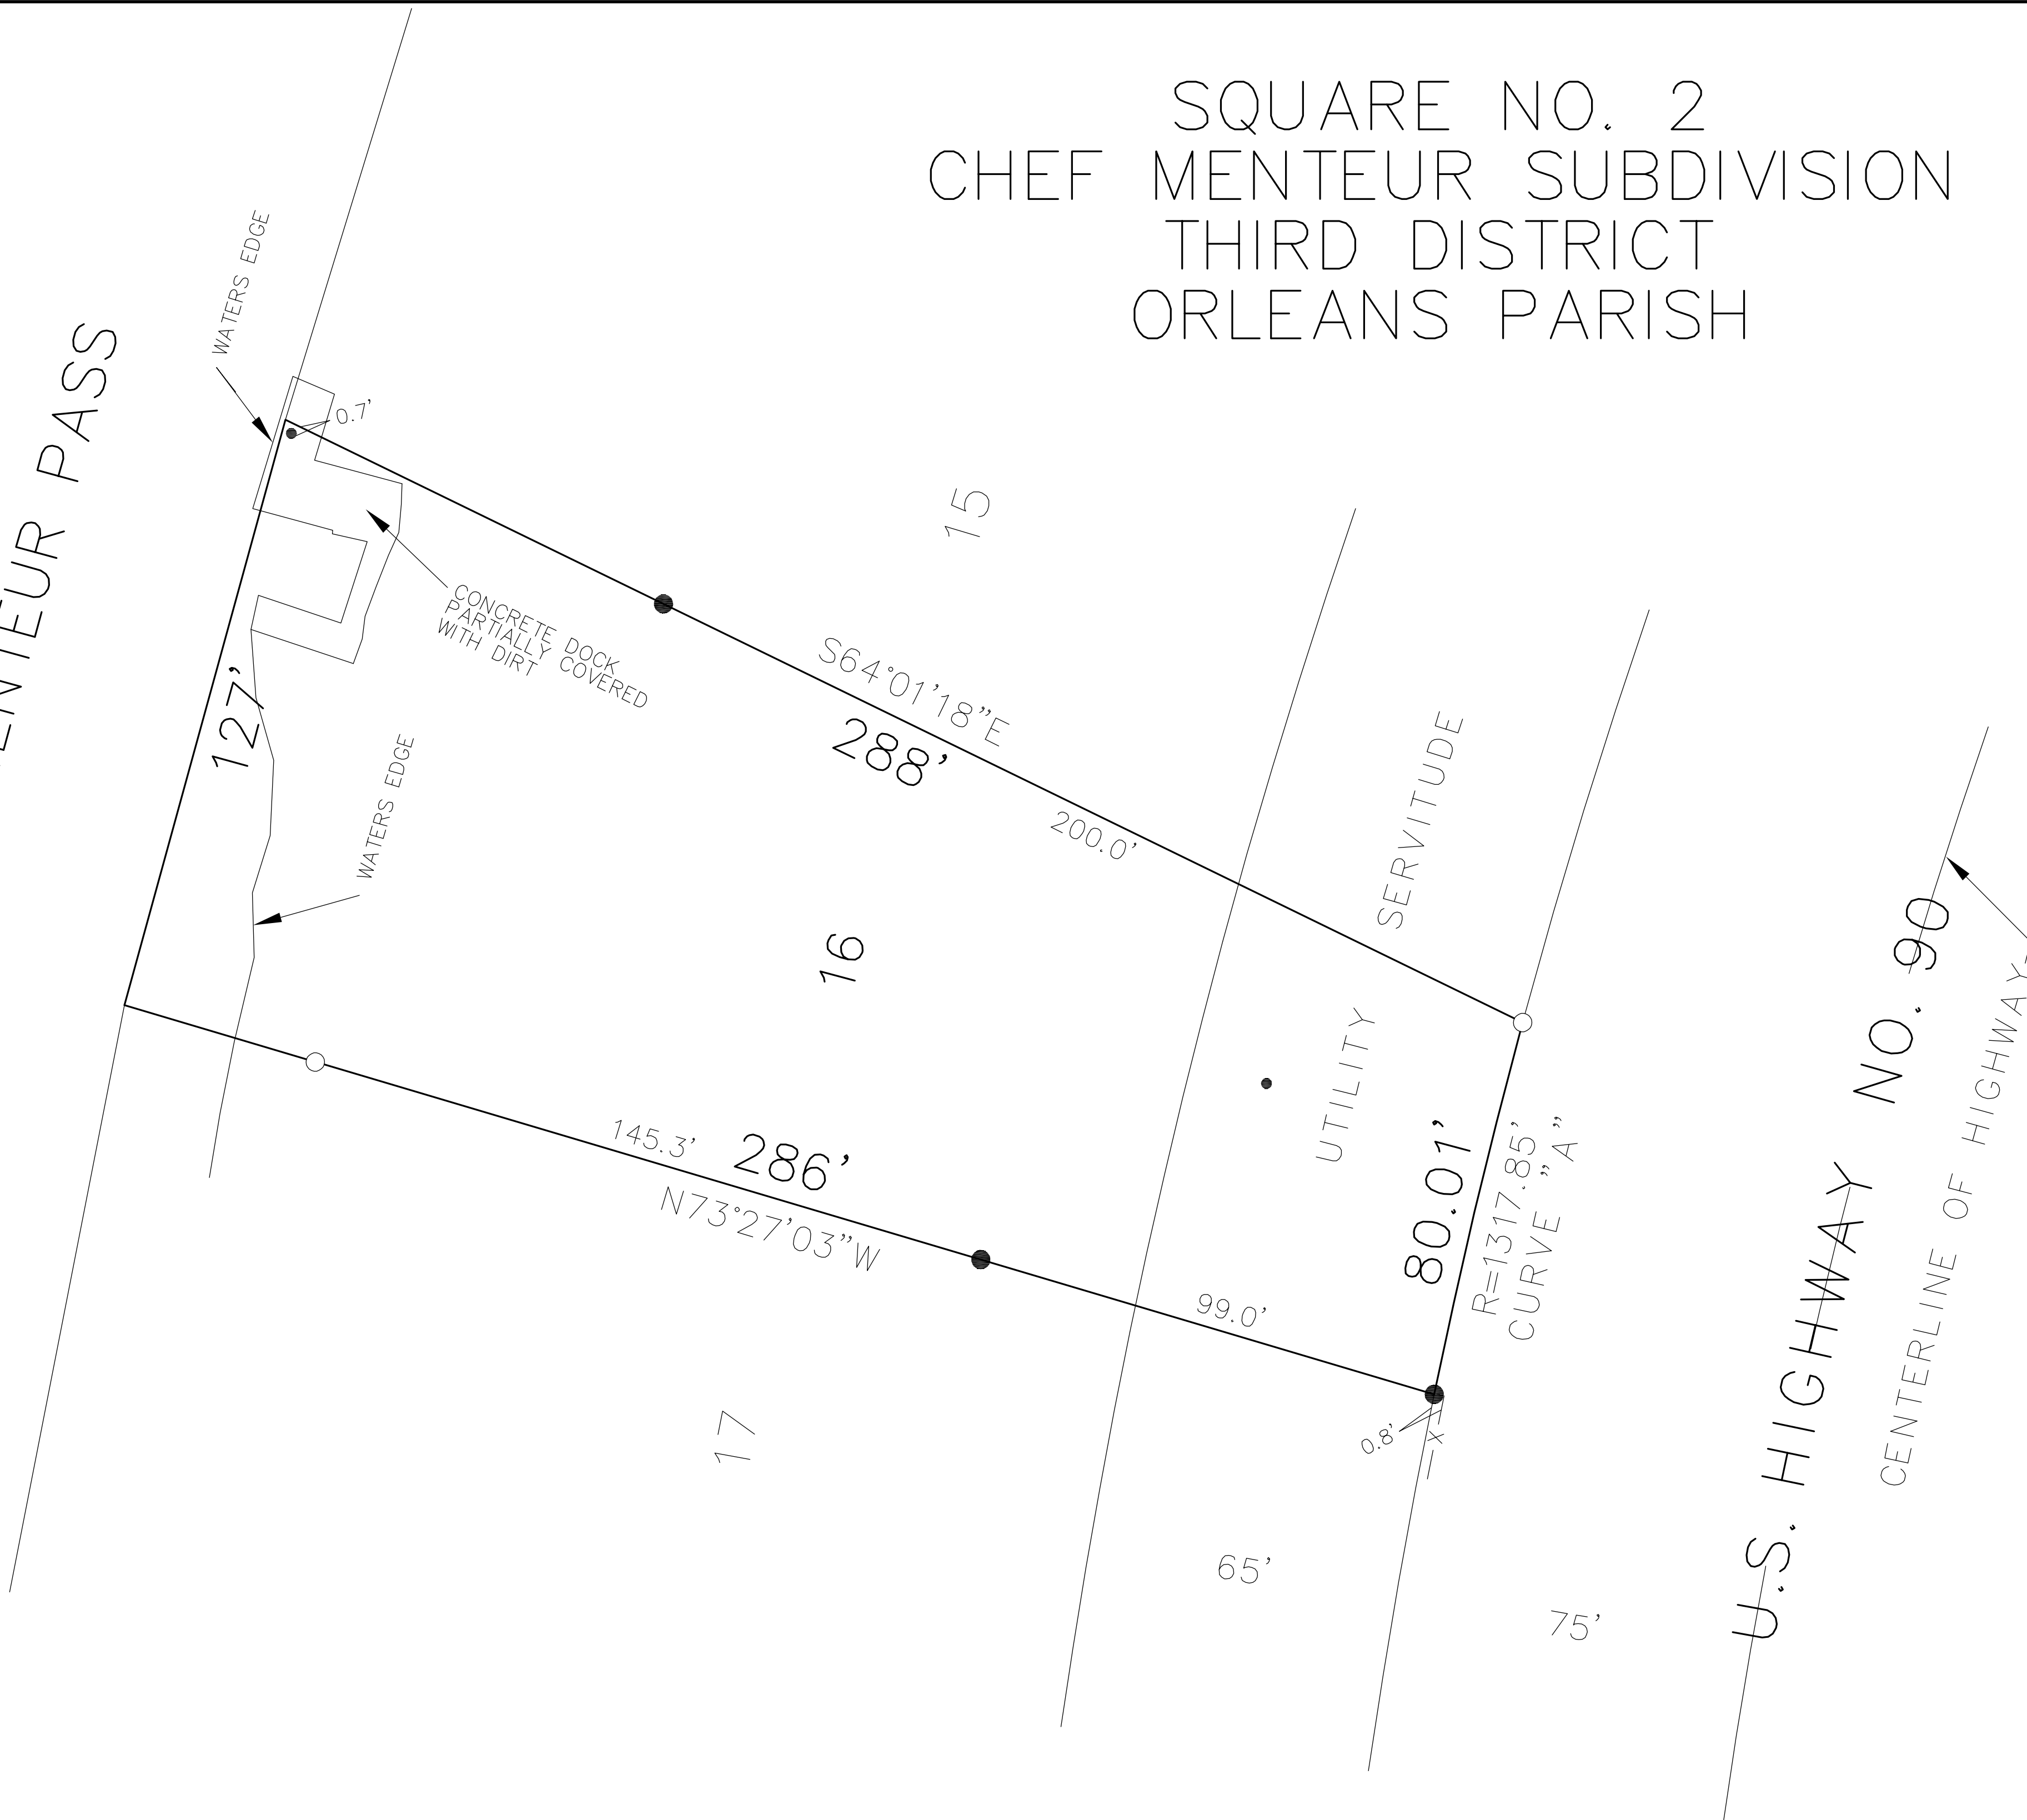 SQUARE NO. 2
CHEF MENTEUR SUBDIVISION
THIRD DISTRICT
ORLEANS PARISH
WATERS EDGE
PASS
0.7'
15
CONCRETE DOCK
PARTIALLY COVERED
WITH DIRT
S64°01'18"E
288'
200.0'
127'
WATERS EDGE
16
SERVITUDE
UTILITY
145.3'
286'
N73°27'03"W
99.0'
80.01'
R=1317.85'
CURVE "A"
0.8'
X
17
65'
75'
U.S. HIGHWAY NO. 90
CENTERLINE OF HIGHWAY